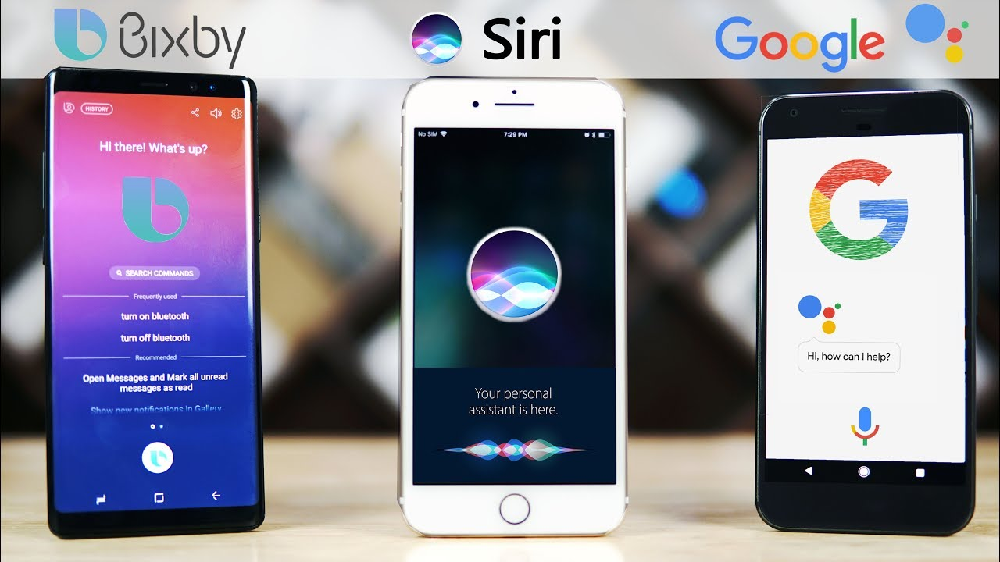 Bixby
Siri
Google
HISTORY
Hi there! What's up?
SEARCH COMMANDS
Frequently used
turn on bluetooth
turn off bluetooth
Recommended
Open Messages and Mark all unread
messages as read
Show new notifications in Gallery
No SIM
7:29 PM
Your personal
assistant is here.
G
Hi, how can I help?